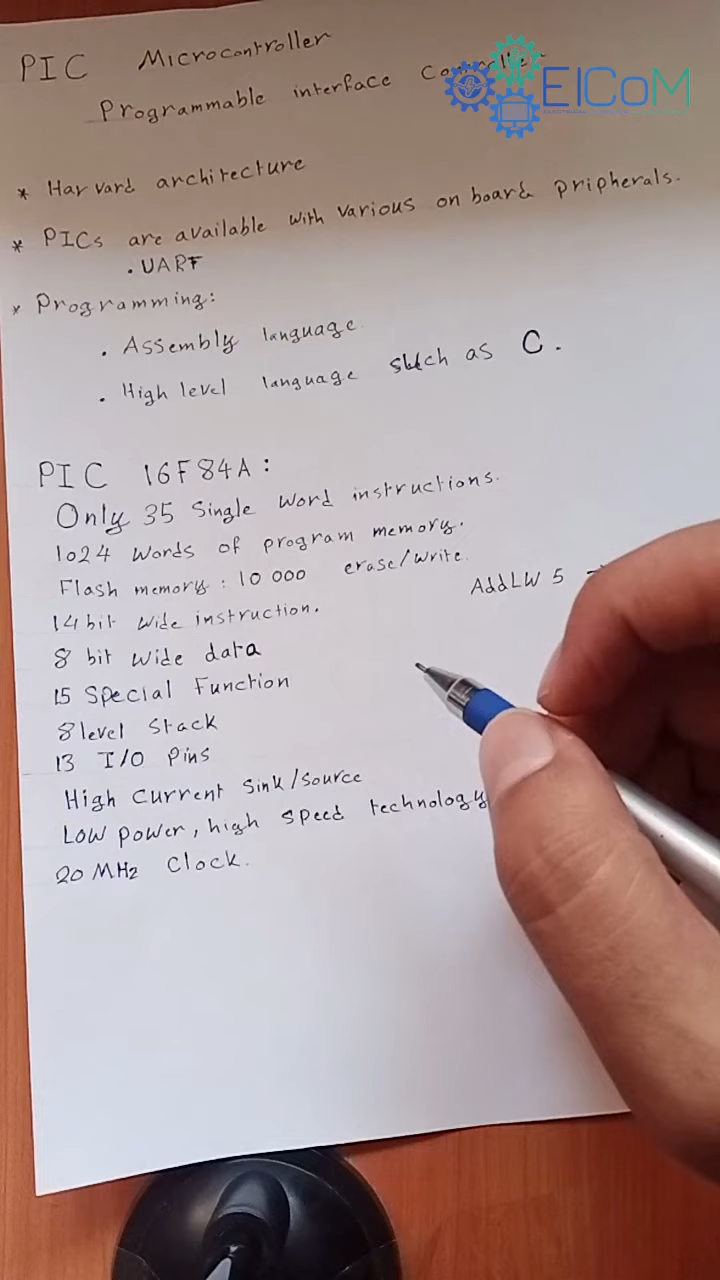 PIC Microcontroller
Programmable interface Controller
EICoM
* Harvard architecture
* PICs are available with various on board pripherals.
. UART
* Programming:
. Assembly language
. High level language such as C.
PIC 16F84A:
Only 35 Single Word instructions.
1024 Words of program memory.
Flash memory: 10 000 erase/write.
AddLW 5 →
14 bit wide instruction.
8 bit wide data
15 Special Function
8 level Stack
13 I/O Pins
High Current Sink/Source
Low power, high speed technology
20 MHz Clock.